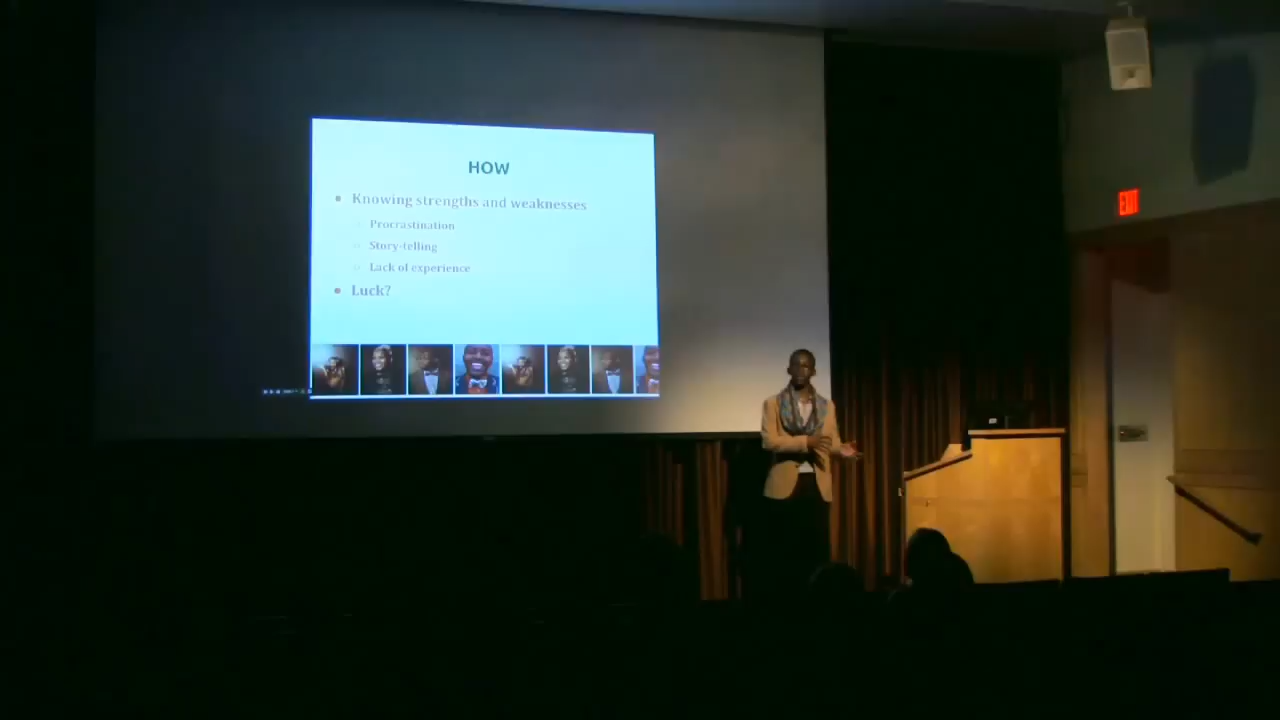 HOW
Knowing strengths and weaknesses
Procrastination
Story-telling
Lack of experience
Luck?
EXIT